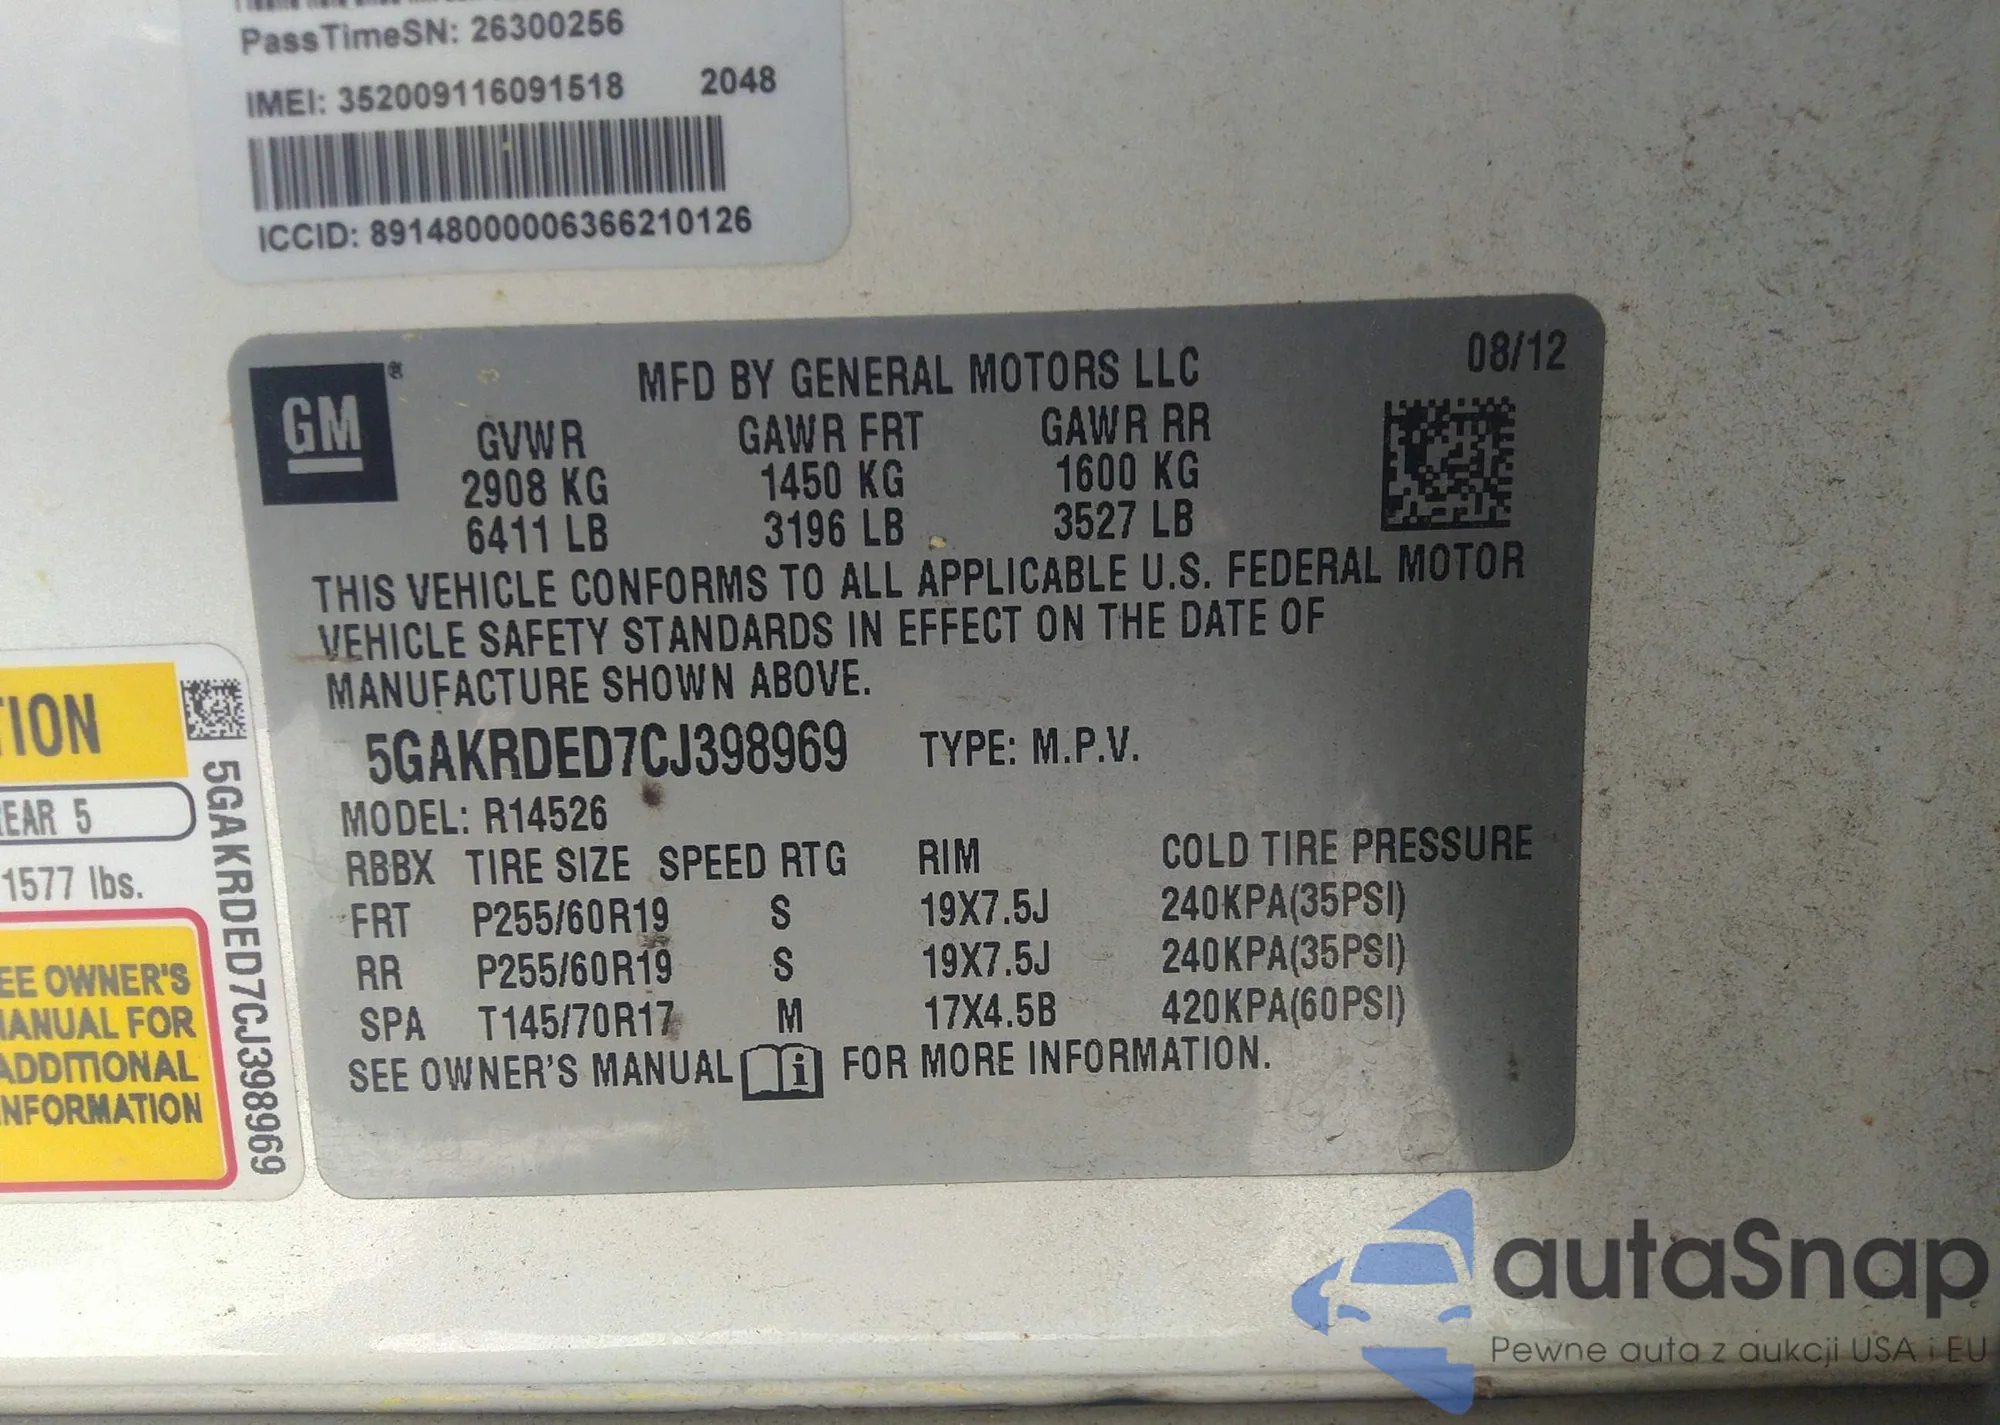 PassTimeSN: 26300256
IMEI: 352009116091518 2048
ICCID: 89148000006366210126
GM®
MFD BY GENERAL MOTORS LLC 08/12
GVWR GAWR FRT GAWR RR
2908 KG 1450 KG 1600 KG
6411 LB 3196 LB 3527 LB
THIS VEHICLE CONFORMS TO ALL APPLICABLE U.S. FEDERAL MOTOR
VEHICLE SAFETY STANDARDS IN EFFECT ON THE DATE OF
MANUFACTURE SHOWN ABOVE.
5GAKRDED7CJ398969 TYPE: M.P.V.
MODEL: R14526
RBBX TIRE SIZE SPEED RTG RIM COLD TIRE PRESSURE
FRT P255/60R19 S 19X7.5J 240KPA(35PSI)
RR P255/60R19 S 19X7.5J 240KPA(35PSI)
SPA T145/70R17 M 17X4.5B 420KPA(60PSI)
SEE OWNER'S MANUAL i FOR MORE INFORMATION.
TION
REAR 5
1577 lbs.
EE OWNER'S
MANUAL FOR
ADDITIONAL
NFORMATION
5GAKRDED7CJ398969
autaSnap
Pewne auta z aukcji USA i EU